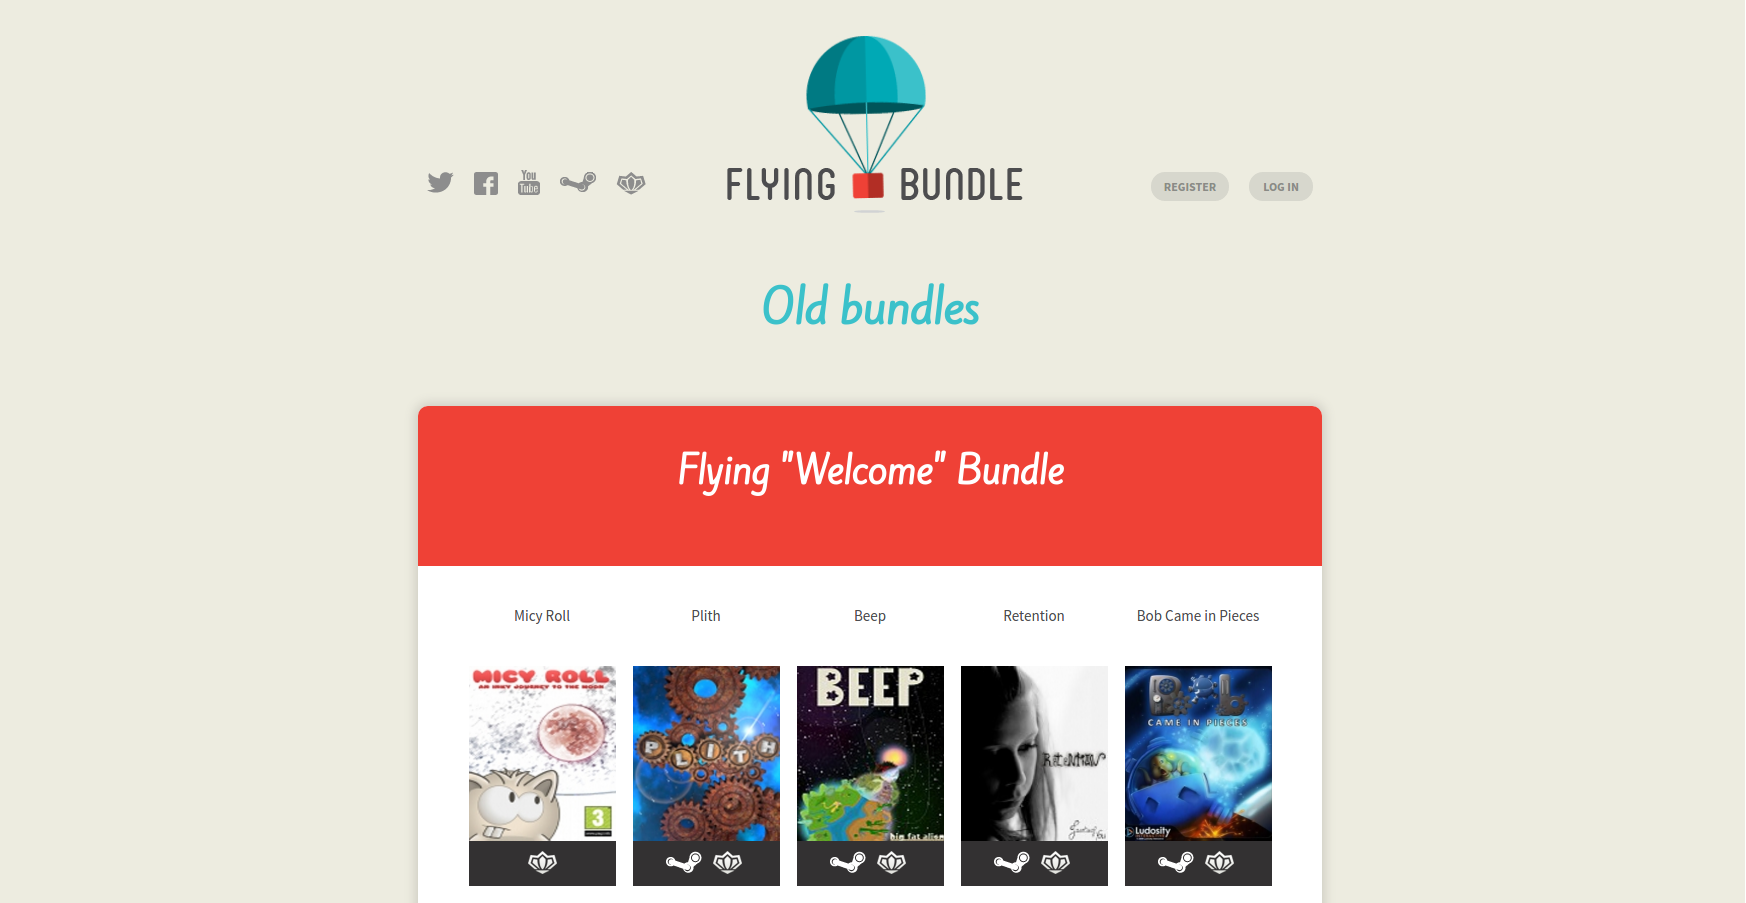 You
Tube
FLYING BUNDLE
REGISTER
LOG IN
Old bundles
Flying "Welcome" Bundle
Micy Roll
Plith
Beep
Retention
Bob Came in Pieces
MICY ROLL
AN INKY JOURNEY TO THE MOON
3
PLITH
BEEP
big fat alien
RETENTION
BOB
CAME IN PIECES
Ludosity